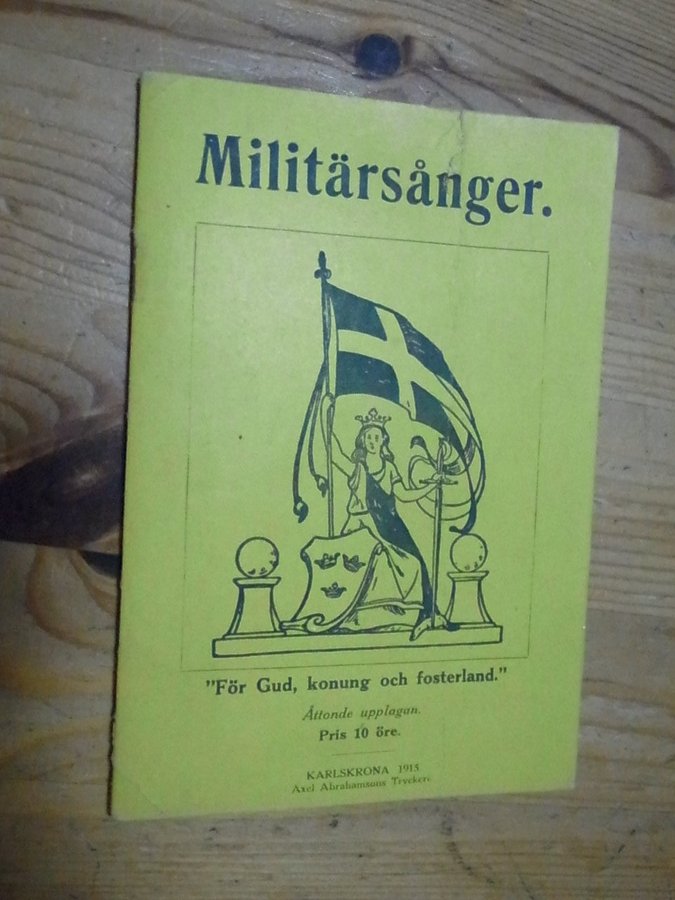 Militärsånger.
"För Gud, konung och fosterland."
Åttonde upplagan.
Pris 10 öre.
KARLSKRONA 1915
Axel Abrahamsons Tryckeri